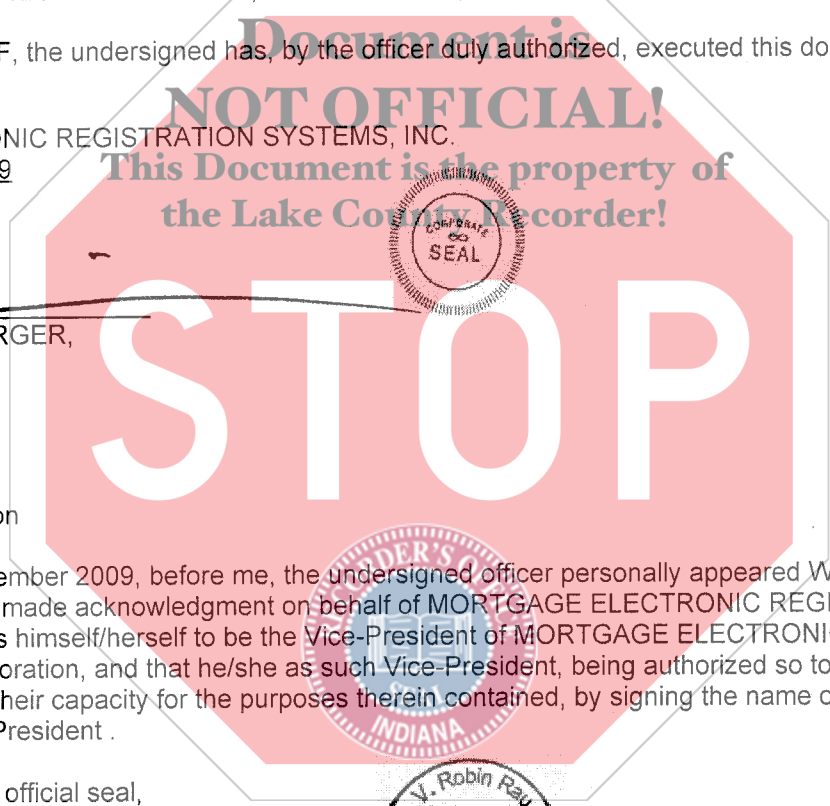 Document is
F, the undersigned has, by the officer duly authorized, executed this do
NOT OFFICIAL!
ONIC REGISTRATION SYSTEMS, INC.
9
This Document is the property of
the Lake County Recorder!
CORPORATE
SEAL
RGER,
STOP
on
ember 2009, before me, the undersigned officer personally appeared W
made acknowledgment on behalf of MORTGAGE ELECTRONIC REGI
s himself/herself to be the Vice-President of MORTGAGE ELECTRONI
oration, and that he/she as such Vice-President, being authorized so to
heir capacity for the purposes therein contained, by signing the name o
President .
RDER'S OFFICE
SEAL
INDIANA
official seal,
V. Robin Rau